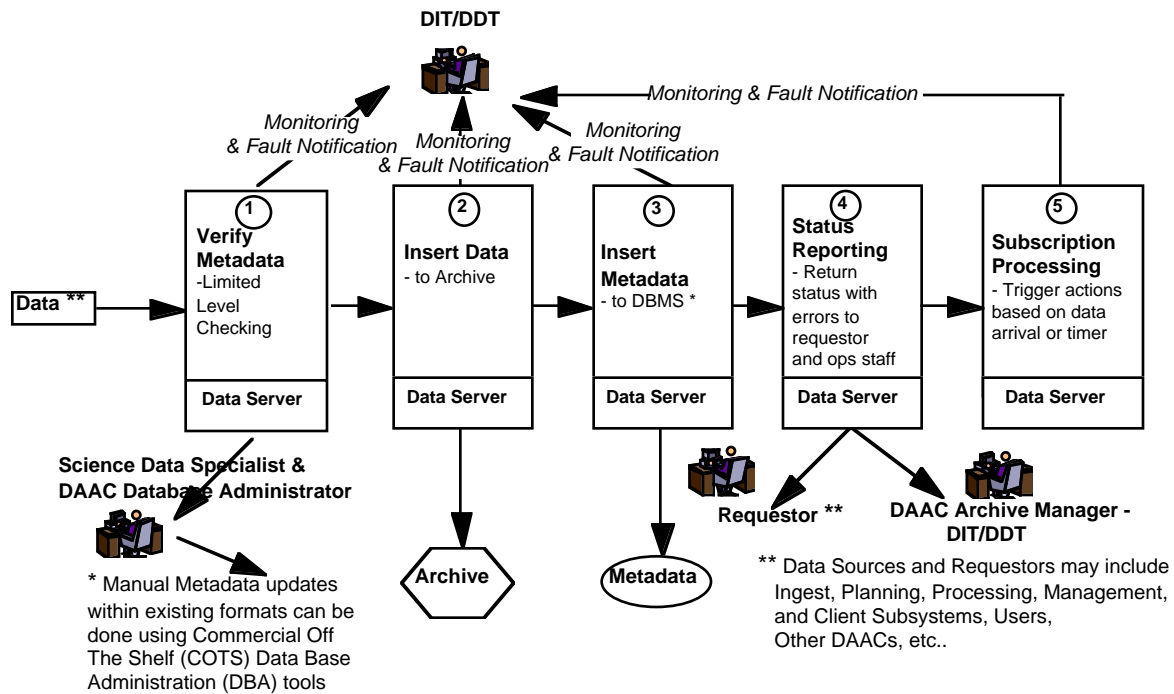 DIT/DDT
Monitoring & Fault Notification
Monitoring
& Fault Notification
Monitoring
& Fault Notification
Monitoring
& Fault Notification
Data **
1
Verify
Metadata
-Limited
Level
Checking
Data Server
2
Insert Data
- to Archive
Data Server
3
Insert
Metadata
- to DBMS *
Data Server
4
Status
Reporting
- Return
status with
errors to
requestor
and ops staff
Data Server
5
Subscription
Processing
- Trigger actions
based on data
arrival or timer
Data Server
Science Data Specialist &
DAAC Database Administrator
* Manual Metadata updates
within existing formats can be
done using Commercial Off
The Shelf (COTS) Data Base
Administration (DBA) tools
Archive
Metadata
Requestor **
DAAC Archive Manager -
DIT/DDT
** Data Sources and Requestors may include
Ingest, Planning, Processing, Management,
and Client Subsystems, Users,
Other DAACs, etc..